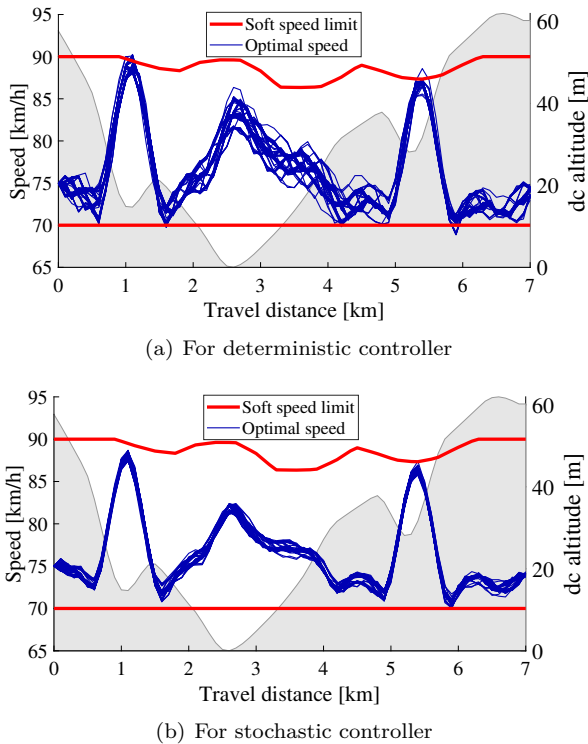 Soft speed limit
Optimal speed
95
90
85
80
75
70
65
Speed [km/h]
60
40
20
0
dc altitude [m]
0 1 2 3 4 5 6 7
Travel distance [km]
(a) For deterministic controller
Soft speed limit
Optimal speed
95
90
85
80
75
70
65
Speed [km/h]
60
40
20
0
dc altitude [m]
0 1 2 3 4 5 6 7
Travel distance [km]
(b) For stochastic controller